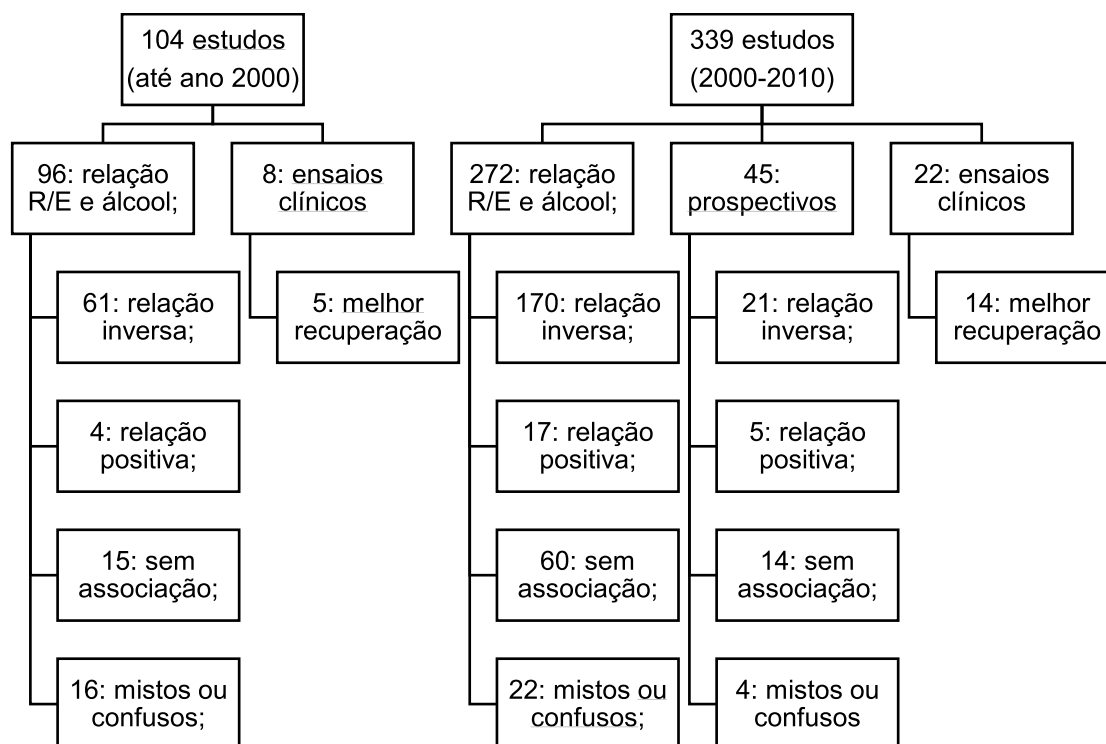 104 estudos
(até ano 2000)
339 estudos
(2000-2010)
96: relação
R/E e álcool;
8: ensaios
clínicos
272: relação
R/E e álcool;
45:
prospectivos
22: ensaios
clínicos
61: relação
inversa;
5: melhor
recuperação
170: relação
inversa;
21: relação
inversa;
14: melhor
recuperação
4: relação
positiva;
17: relação
positiva;
5: relação
positiva;
15: sem
associação;
60: sem
associação;
14: sem
associação;
16: mistos ou
confusos;
22: mistos ou
confusos;
4: mistos ou
confusos